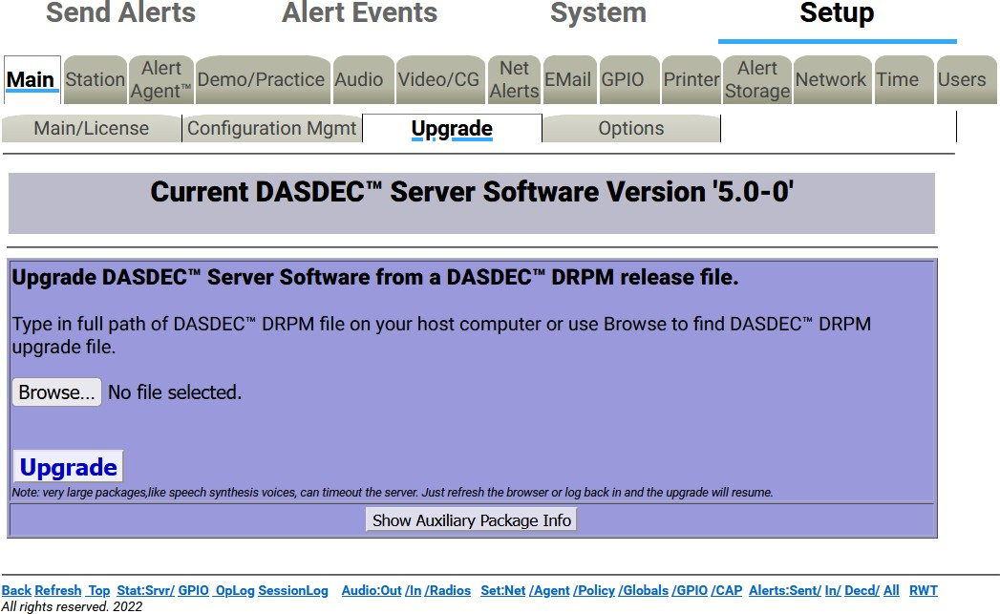 Send Alerts Alert Events System Setup
Main Station Alert Agent™ Demo/Practice Audio Video/CG Net Alerts EMail GPIO Printer Alert Storage Network Time Users
Main/License Configuration Mgmt Upgrade Options
Current DASDEC™ Server Software Version '5.0-0'
Upgrade DASDEC™ Server Software from a DASDEC™ DRPM release file.
Type in full path of DASDEC™ DRPM file on your host computer or use Browse to find DASDEC™ DRPM
upgrade file.
Browse... No file selected.
Upgrade
Note: very large packages,like speech synthesis voices, can timeout the server. Just refresh the browser or log back in and the upgrade will resume.
Show Auxiliary Package Info
Back Refresh Top Stat:Srvr/ GPIO OpLog SessionLog Audio:Out /In /Radios Set:Net /Agent /Policy /Globals /GPIO /CAP Alerts:Sent/ In/ Decd/ All RWT
All rights reserved. 2022